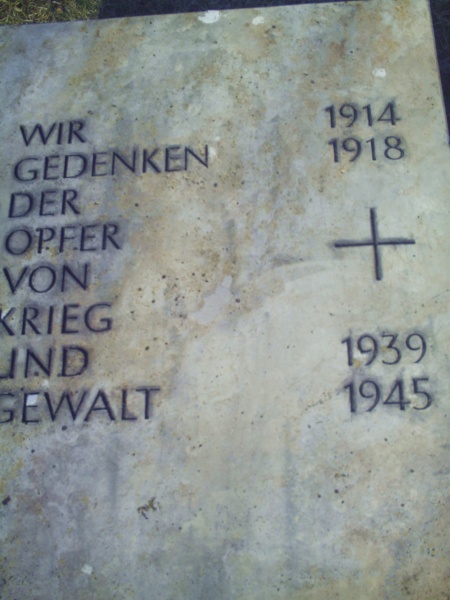 WIR
GEDENKEN
DER
OPFER
VON
KRIEG
UND
GEWALT
1914
1918
1939
1945